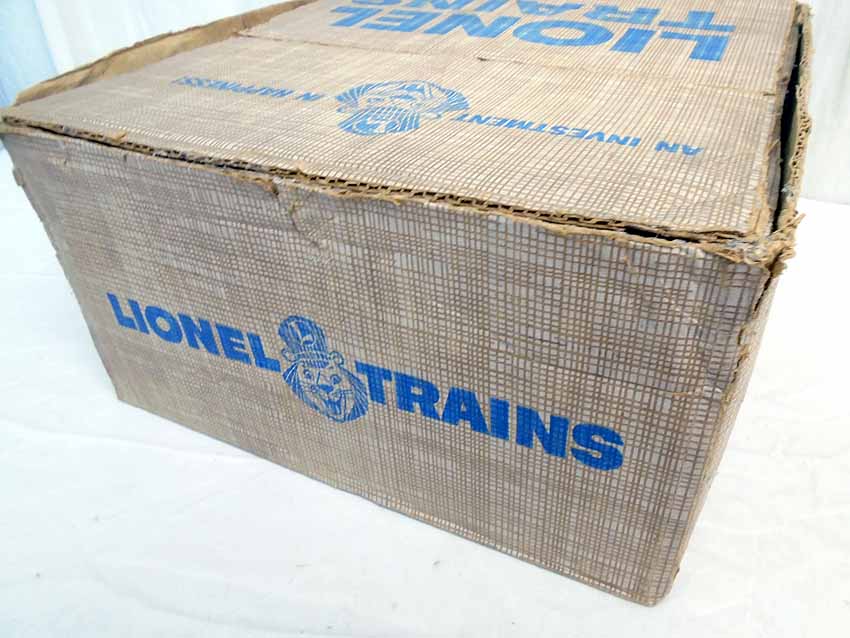 LIONEL
TRAINS
AN INVESTMENT IN HAPPINESS!
LIONEL TRAINS